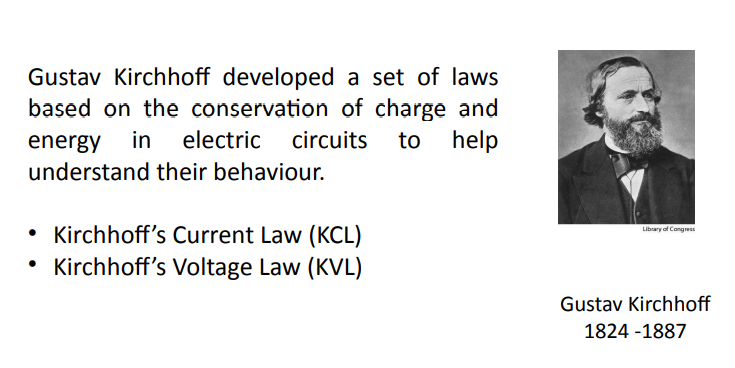 Gustav Kirchhoff developed a set of laws
based on the conservation of charge and
energy in electric circuits to help
understand their behaviour.
• Kirchhoff’s Current Law (KCL)
• Kirchhoff’s Voltage Law (KVL)
Library of Congress
Gustav Kirchhoff
1824 -1887